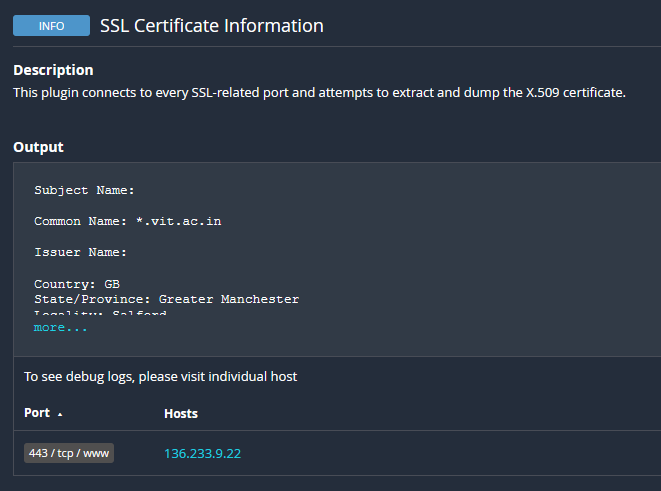 INFO SSL Certificate Information
Description
This plugin connects to every SSL-related port and attempts to extract and dump the X.509 certificate.
Output
Subject Name:
Common Name: *.vit.ac.in
Issuer Name:
Country: GB
State/Province: Greater Manchester
Locality: Salford
more...
To see debug logs, please visit individual host
Port ▲ Hosts
443 / tcp / www 136.233.9.22